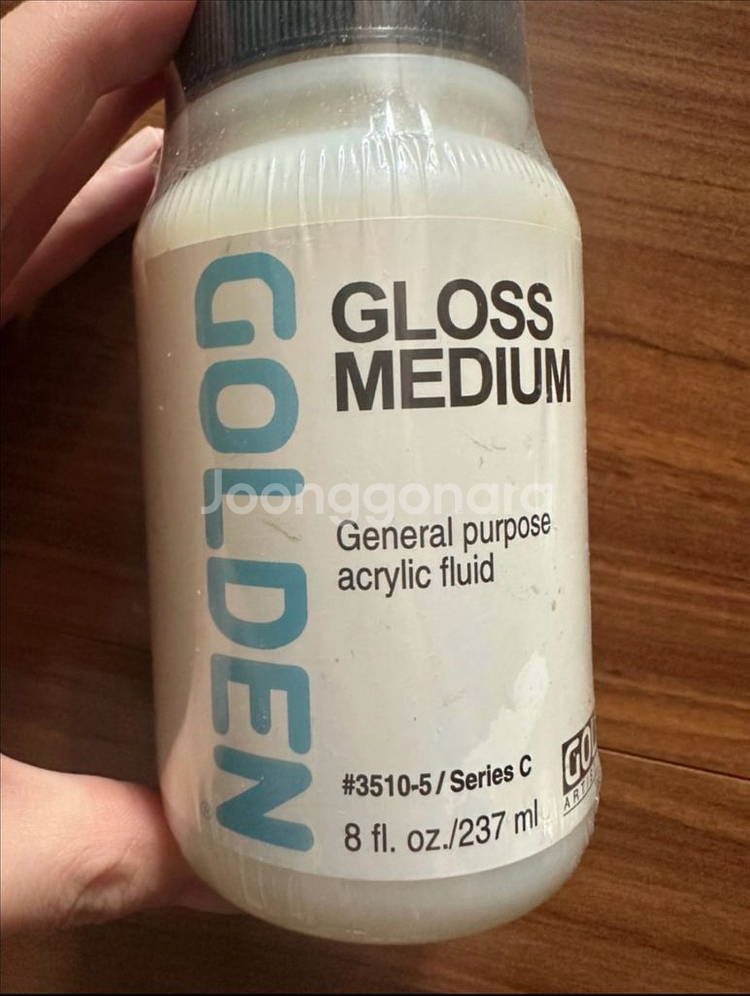 GOLDEN
®
GLOSS
MEDIUM
Joonggonara
General purpose
acrylic fluid
#3510-5 / Series C
8 fl. oz./237 ml